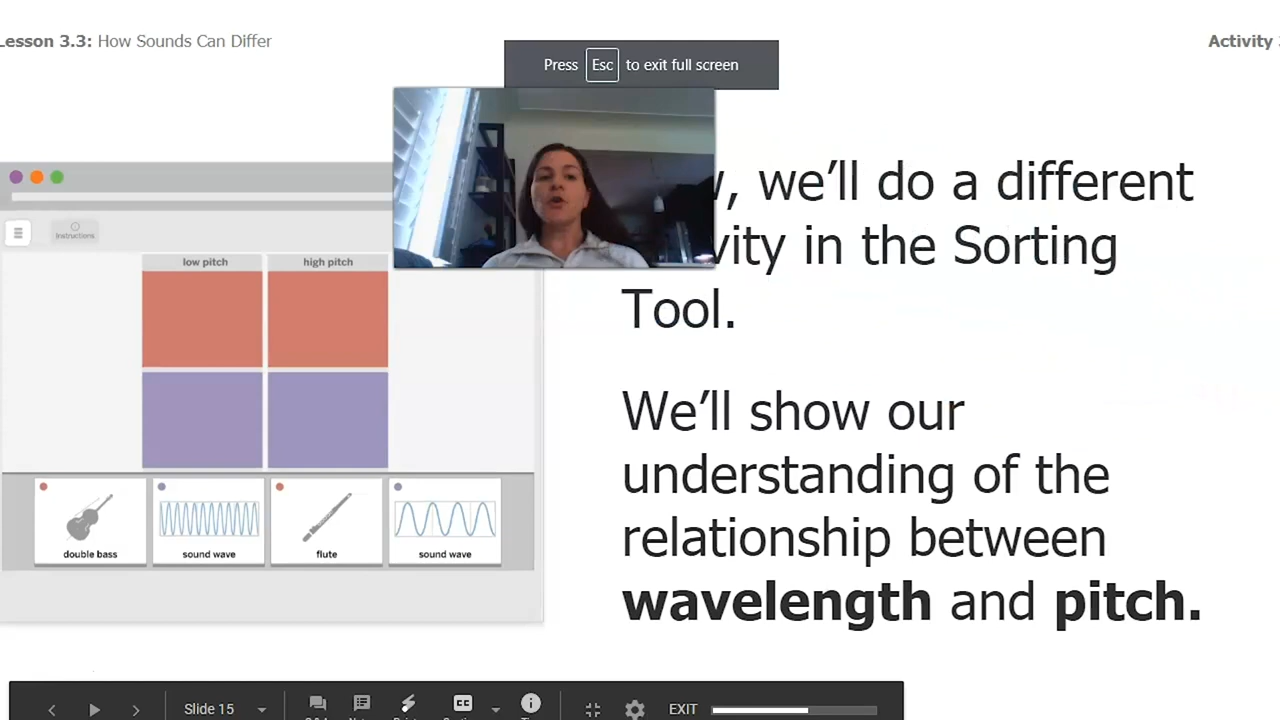 Lesson 3.3: How Sounds Can Differ
Activity
Press Esc to exit full screen
we'll do a different
in the Sorting
Tool.
We'll show our
understanding of the
relationship between
wavelength and pitch.
Instructions
low pitch high pitch
double bass sound wave flute sound wave
Slide 15 CC EXIT